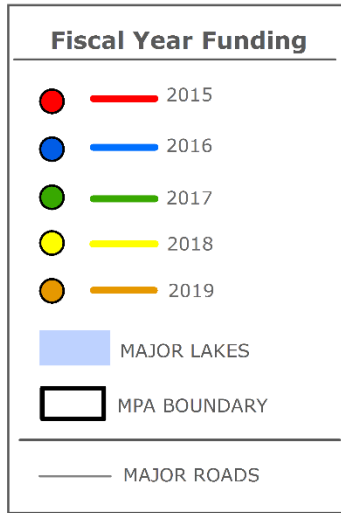 Fiscal Year Funding
2015
2016
2017
2018
2019
MAJOR LAKES
MPA BOUNDARY
MAJOR ROADS